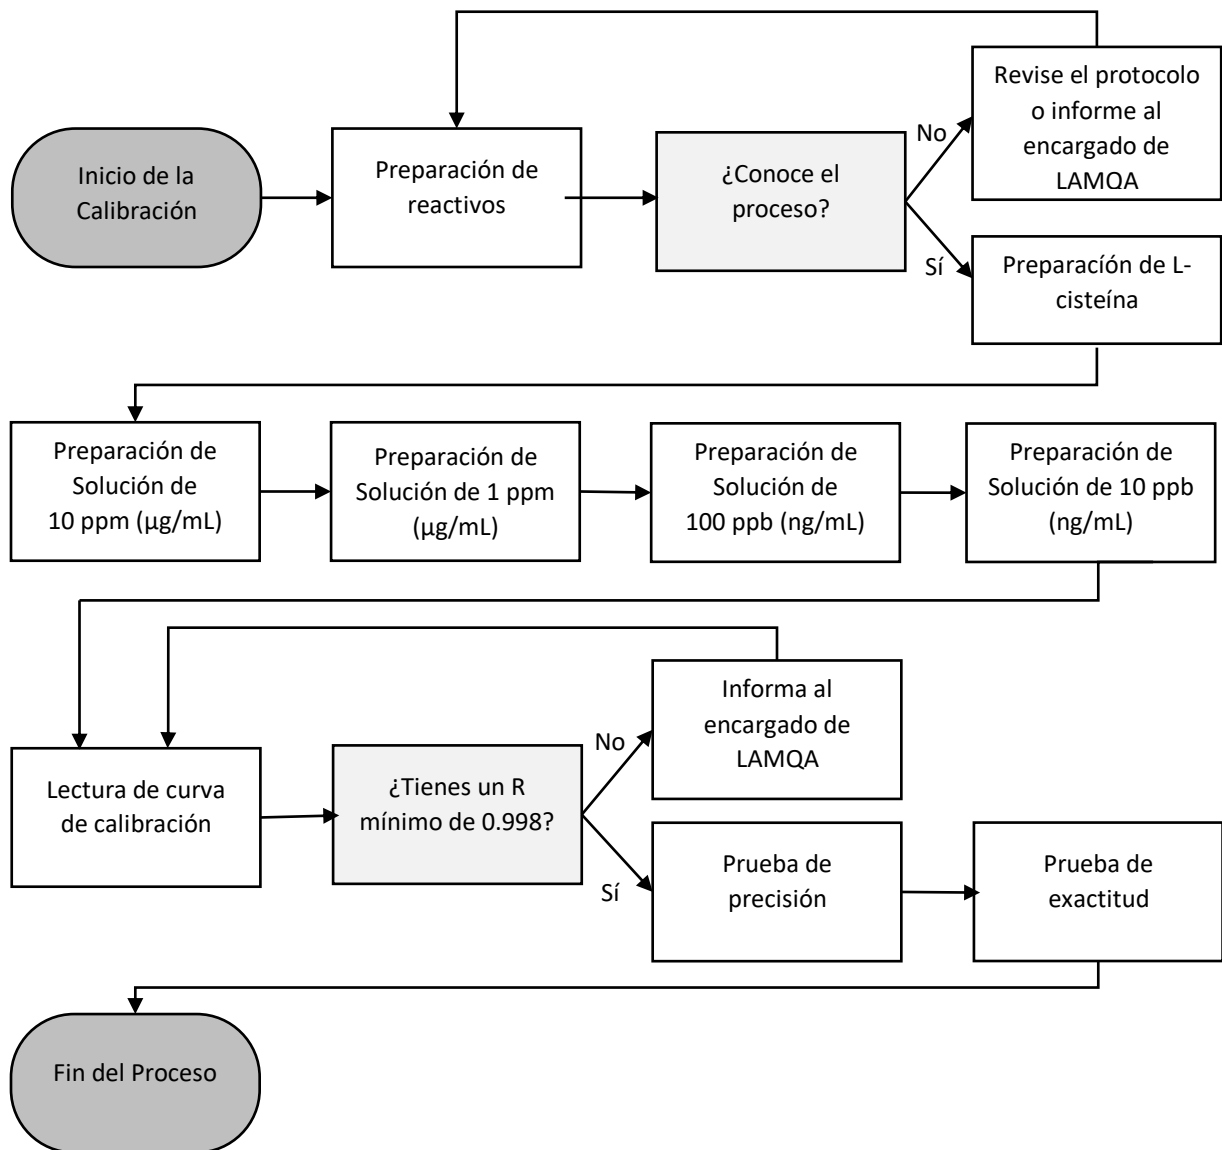 Inicio de la
Calibración
Preparación de
reactivos
¿Conoce el
proceso?
No
Revise el protocolo
o informe al
encargado de
LAMQA
Sí
Preparacíón de L-
cisteína
Preparación de
Solución de
10 ppm (µg/mL)
Preparación de
Solución de 1 ppm
(µg/mL)
Preparación de
Solución de
100 ppb (ng/mL)
Preparación de
Solución de 10 ppb
(ng/mL)
Lectura de curva
de calibración
¿Tienes un R
mínimo de 0.998?
No
Informa al
encargado de
LAMQA
Sí
Prueba de
precisión
Prueba de
exactitud
Fin del Proceso